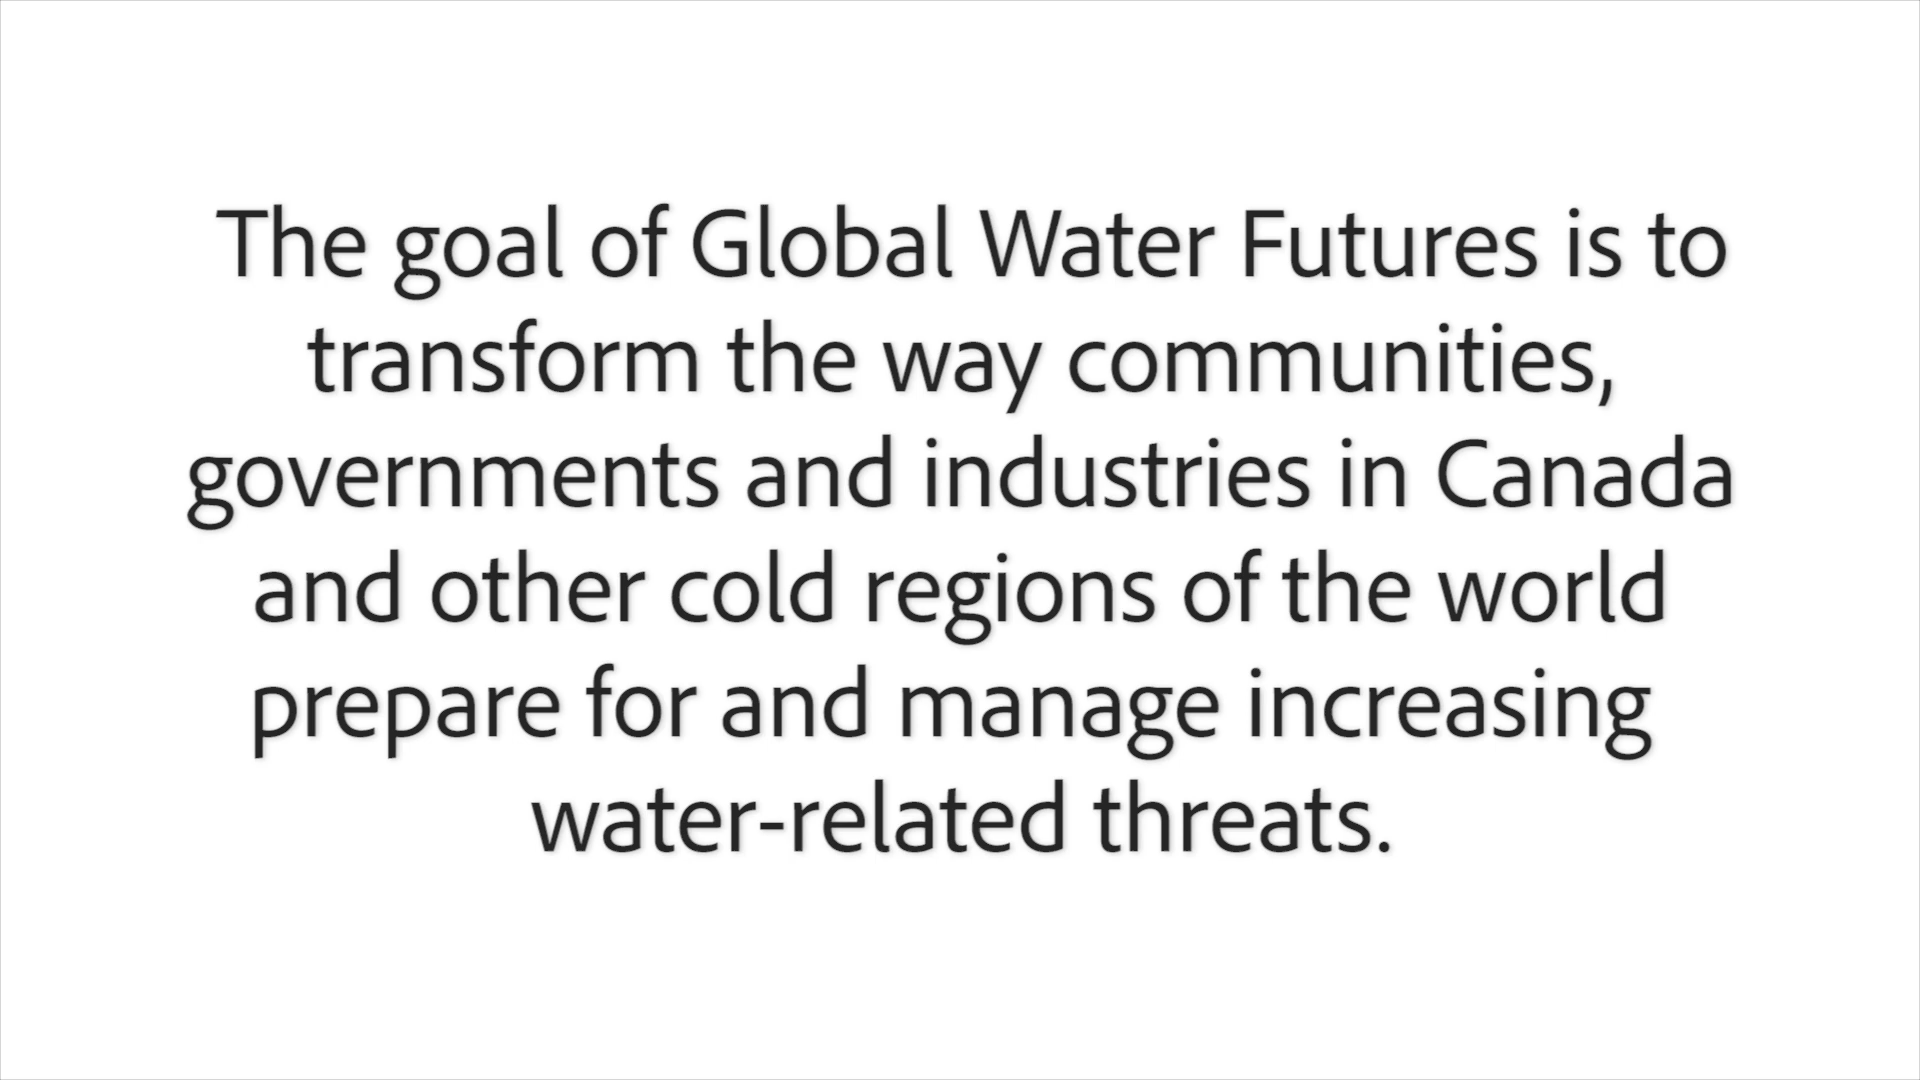 The goal of Global Water Futures is to
transform the way communities,
governments and industries in Canada
and other cold regions of the world
prepare for and manage increasing
water-related threats.